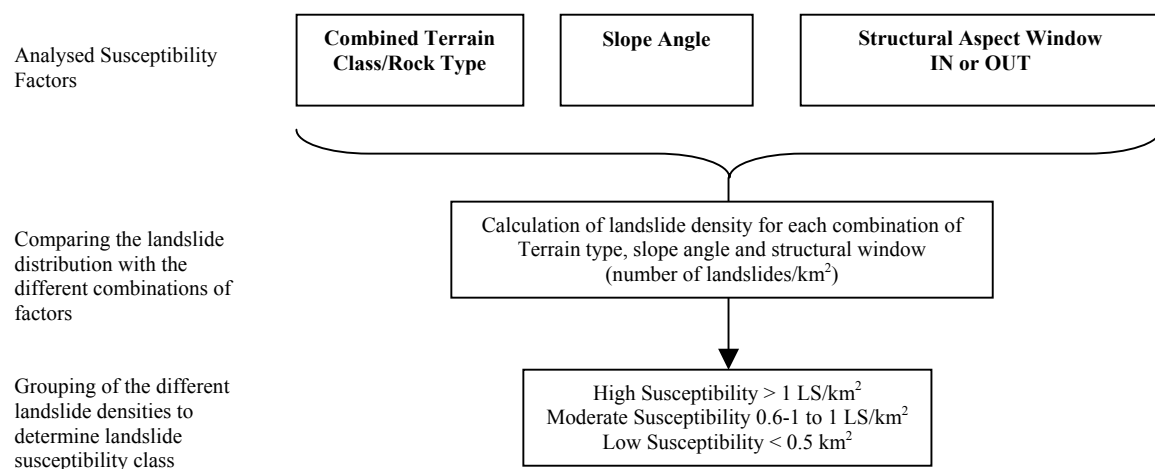 Analysed Susceptibility
Factors
Combined Terrain
Class/Rock Type
Slope Angle
Structural Aspect Window
IN or OUT
Comparing the landslide
distribution with the
different combinations of
factors
Calculation of landslide density for each combination of
Terrain type, slope angle and structural window
(number of landslides/km²)
Grouping of the different
landslide densities to
determine landslide
susceptibility class
High Susceptibility > 1 LS/km²
Moderate Susceptibility 0.6-1 to 1 LS/km²
Low Susceptibility < 0.5 km²